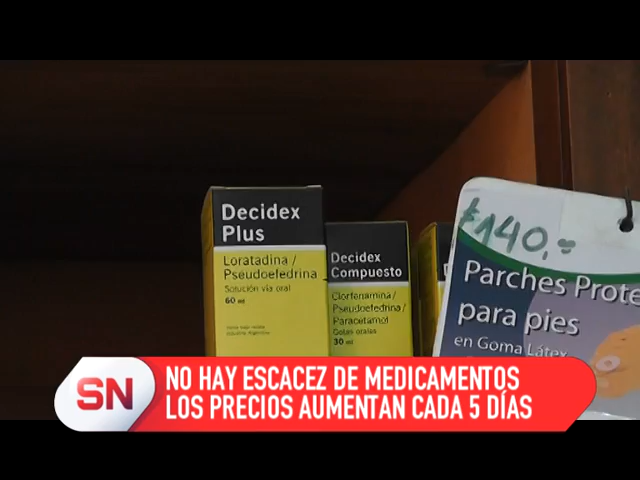 Decidex
Plus
Loratadina /
Pseudoefedrina
Solución vía oral
60 ml
Industria Argentina
Decidex
Compuesto
Clorfenamina /
Pseudoefedrina /
Paracetamol
Gotas orales
30 ml
$140,=
Parches Prote
para pies
en Goma Látex
SN
NO HAY ESCACEZ DE MEDICAMENTOS
LOS PRECIOS AUMENTAN CADA 5 DÍAS